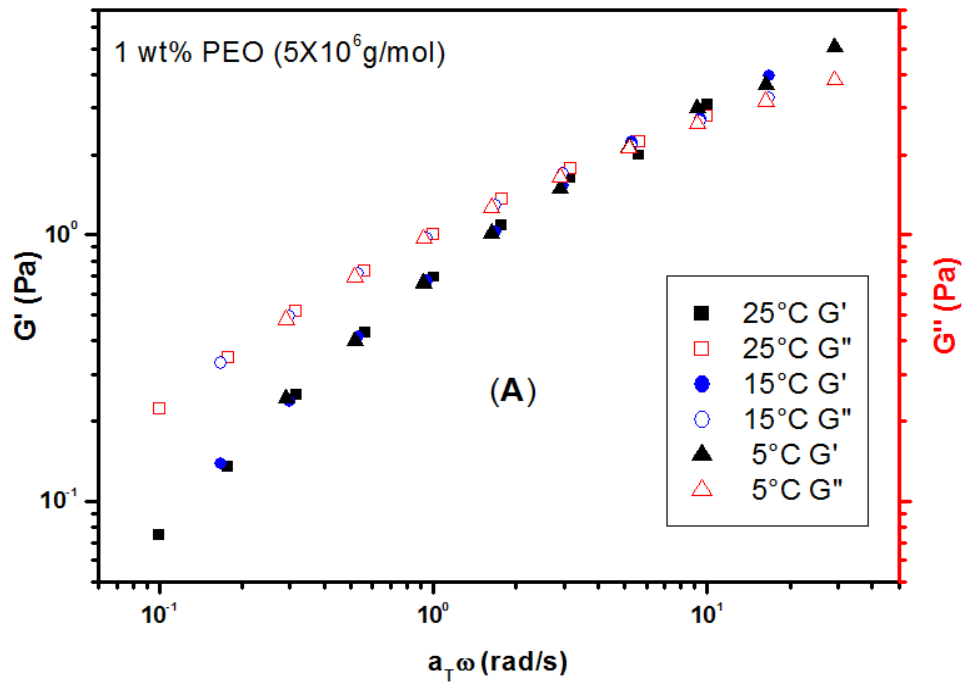 1 wt% PEO (5X10⁶g/mol)
10⁰
10⁻¹
G' (Pa)
G" (Pa)
(A)
25°C G'
25°C G"
15°C G'
15°C G"
5°C G'
5°C G"
10⁻¹ 10⁰ 10¹
a_Tω (rad/s)